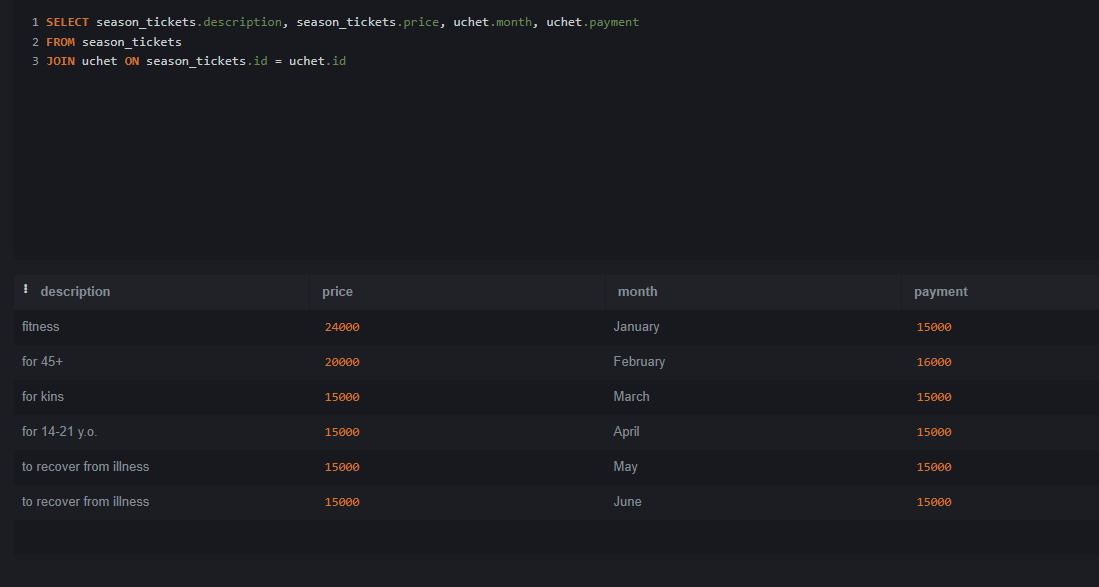 1 SELECT season_tickets.description, season_tickets.price, uchet.month, uchet.payment
2 FROM season_tickets
3 JOIN uchet ON season_tickets.id = uchet.id
description price month payment
fitness 24000 January 15000
for 45+ 20000 February 16000
for kins 15000 March 15000
for 14-21 y.o. 15000 April 15000
to recover from illness 15000 May 15000
to recover from illness 15000 June 15000